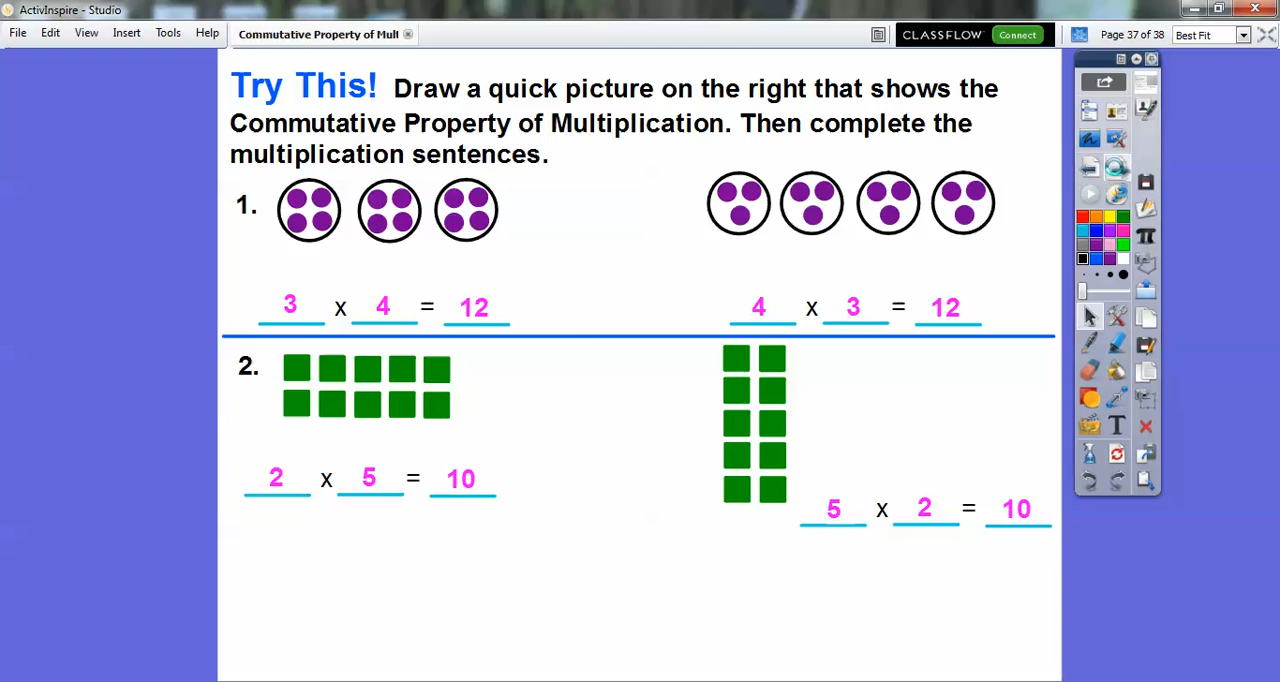 ActivInspire - Studio
File Edit View Insert Tools Help Commutative Property of Mult CLASSFLOW Connect Page 37 of 38 Best Fit
Try This! Draw a quick picture on the right that shows the
Commutative Property of Multiplication. Then complete the
multiplication sentences.
1.
3 x 4 = 12
4 x 3 = 12
2.
2 x 5 = 10
5 x 2 = 10